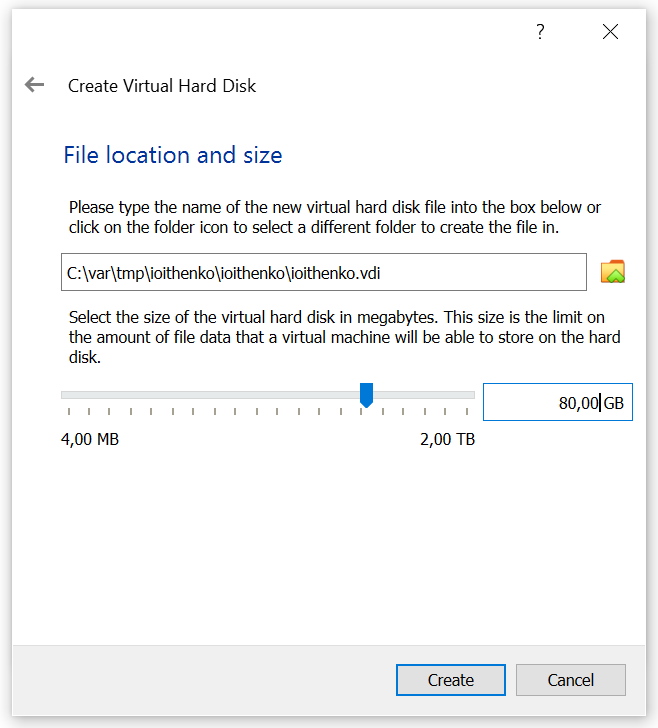 ?
Create Virtual Hard Disk
File location and size
Please type the name of the new virtual hard disk file into the box below or
click on the folder icon to select a different folder to create the file in.
C:\var\tmp\ioithenko\ioithenko\ioithenko.vdi
Select the size of the virtual hard disk in megabytes. This size is the limit on
the amount of file data that a virtual machine will be able to store on the hard
disk.
80,00 GB
4,00 MB 2,00 TB
Create Cancel